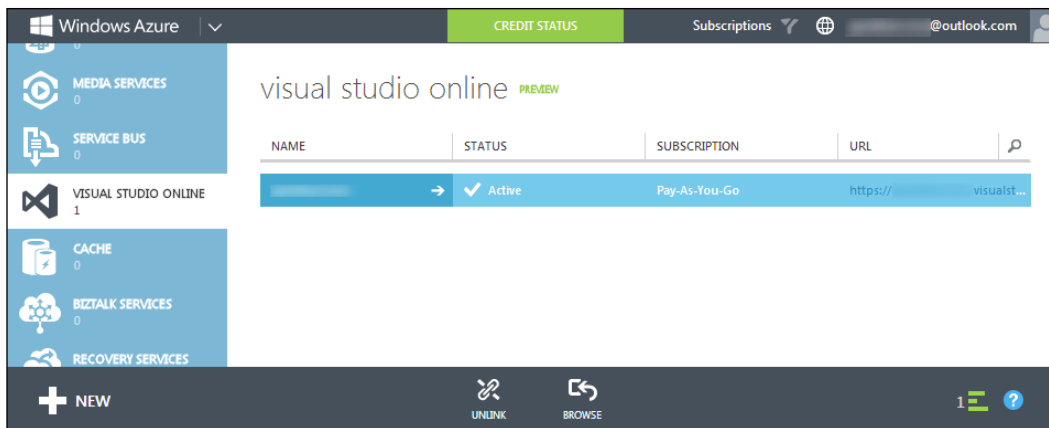 Windows Azure
CREDIT STATUS
Subscriptions
@outlook.com
0
MEDIA SERVICES
0
SERVICE BUS
0
VISUAL STUDIO ONLINE
1
CACHE
0
BIZTALK SERVICES
0
RECOVERY SERVICES
visual studio online PREVIEW
NAME STATUS SUBSCRIPTION URL
Active Pay-As-You-Go https:// visualst...
NEW
UNLINK
BROWSE
1
?